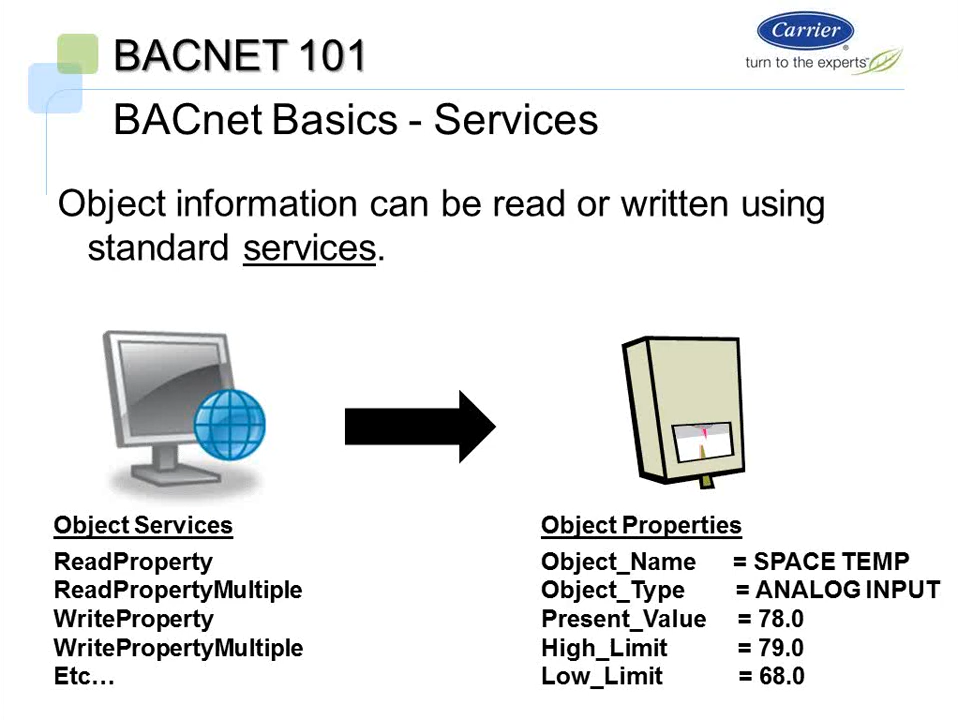 BACNET 101
Carrier
turn to the experts
BACnet Basics - Services
Object information can be read or written using
standard services.
Object Services
ReadProperty
ReadPropertyMultiple
WriteProperty
WritePropertyMultiple
Etc…
Object Properties
Object_Name = SPACE TEMP
Object_Type = ANALOG INPUT
Present_Value = 78.0
High_Limit = 79.0
Low_Limit = 68.0